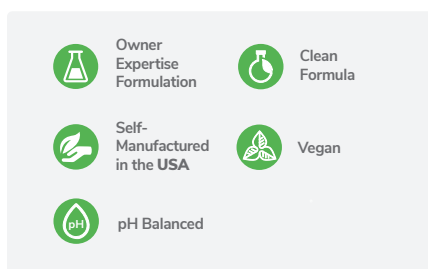 Owner
Expertise
Formulation
Clean
Formula
Self-
Manufactured
in the USA
Vegan
pH
pH Balanced